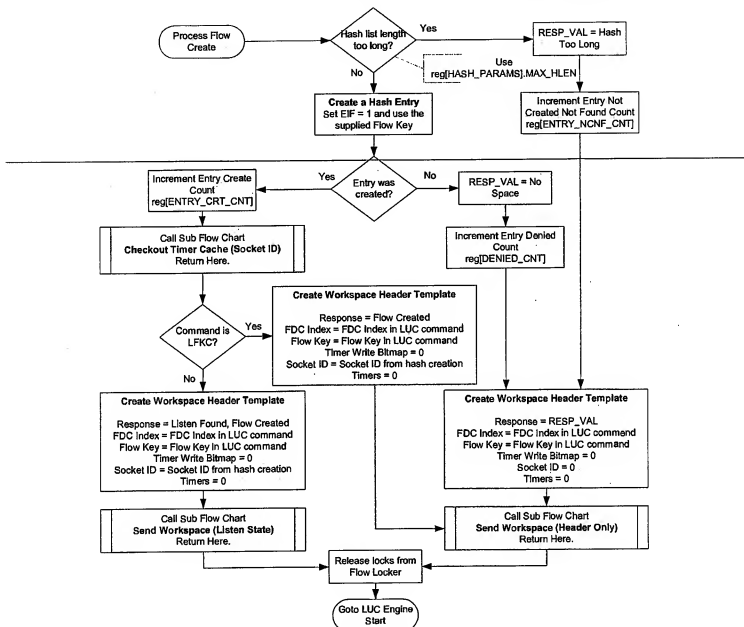 Process Flow
Create
Hash list length
too long?
Yes
RESP_VAL = Hash
Too Long
Use
reg[HASH_PARAMS].MAX_HLEN
No
Create a Hash Entry
Set EIF = 1 and use the
supplied Flow Key
Increment Entry Not
Created Not Found Count
reg[ENTRY_NCNF_CNT]
Increment Entry Create
Count
reg[ENTRY_CRT_CNT]
Yes
Entry was
created?
No
RESP_VAL = No
Space
Call Sub Flow Chart
Checkout Timer Cache (Socket ID)
Return Here.
Increment Entry Denied
Count
reg[DENIED_CNT]
Command is
LFKC?
Yes
Create Workspace Header Template
Response = Flow Created
FDC Index = FDC Index in LUC command
Flow Key = Flow Key in LUC command
Timer Write Bitmap = 0
Socket ID = Socket ID from hash creation
Timers = 0
No
Create Workspace Header Template
Response = Listen Found, Flow Created
FDC Index = FDC Index in LUC command
Flow Key = Flow Key in LUC command
Timer Write Bitmap = 0
Socket ID = Socket ID from hash creation
Timers = 0
Create Workspace Header Template
Response = RESP_VAL
FDC Index = FDC Index in LUC command
Flow Key = Flow Key in LUC command
Timer Write Bitmap = 0
Socket ID = 0
Timers = 0
Call Sub Flow Chart
Send Workspace (Listen State)
Return Here.
Call Sub Flow Chart
Send Workspace (Header Only)
Return Here.
Release locks from
Flow Locker
Goto LUC Engine
Start